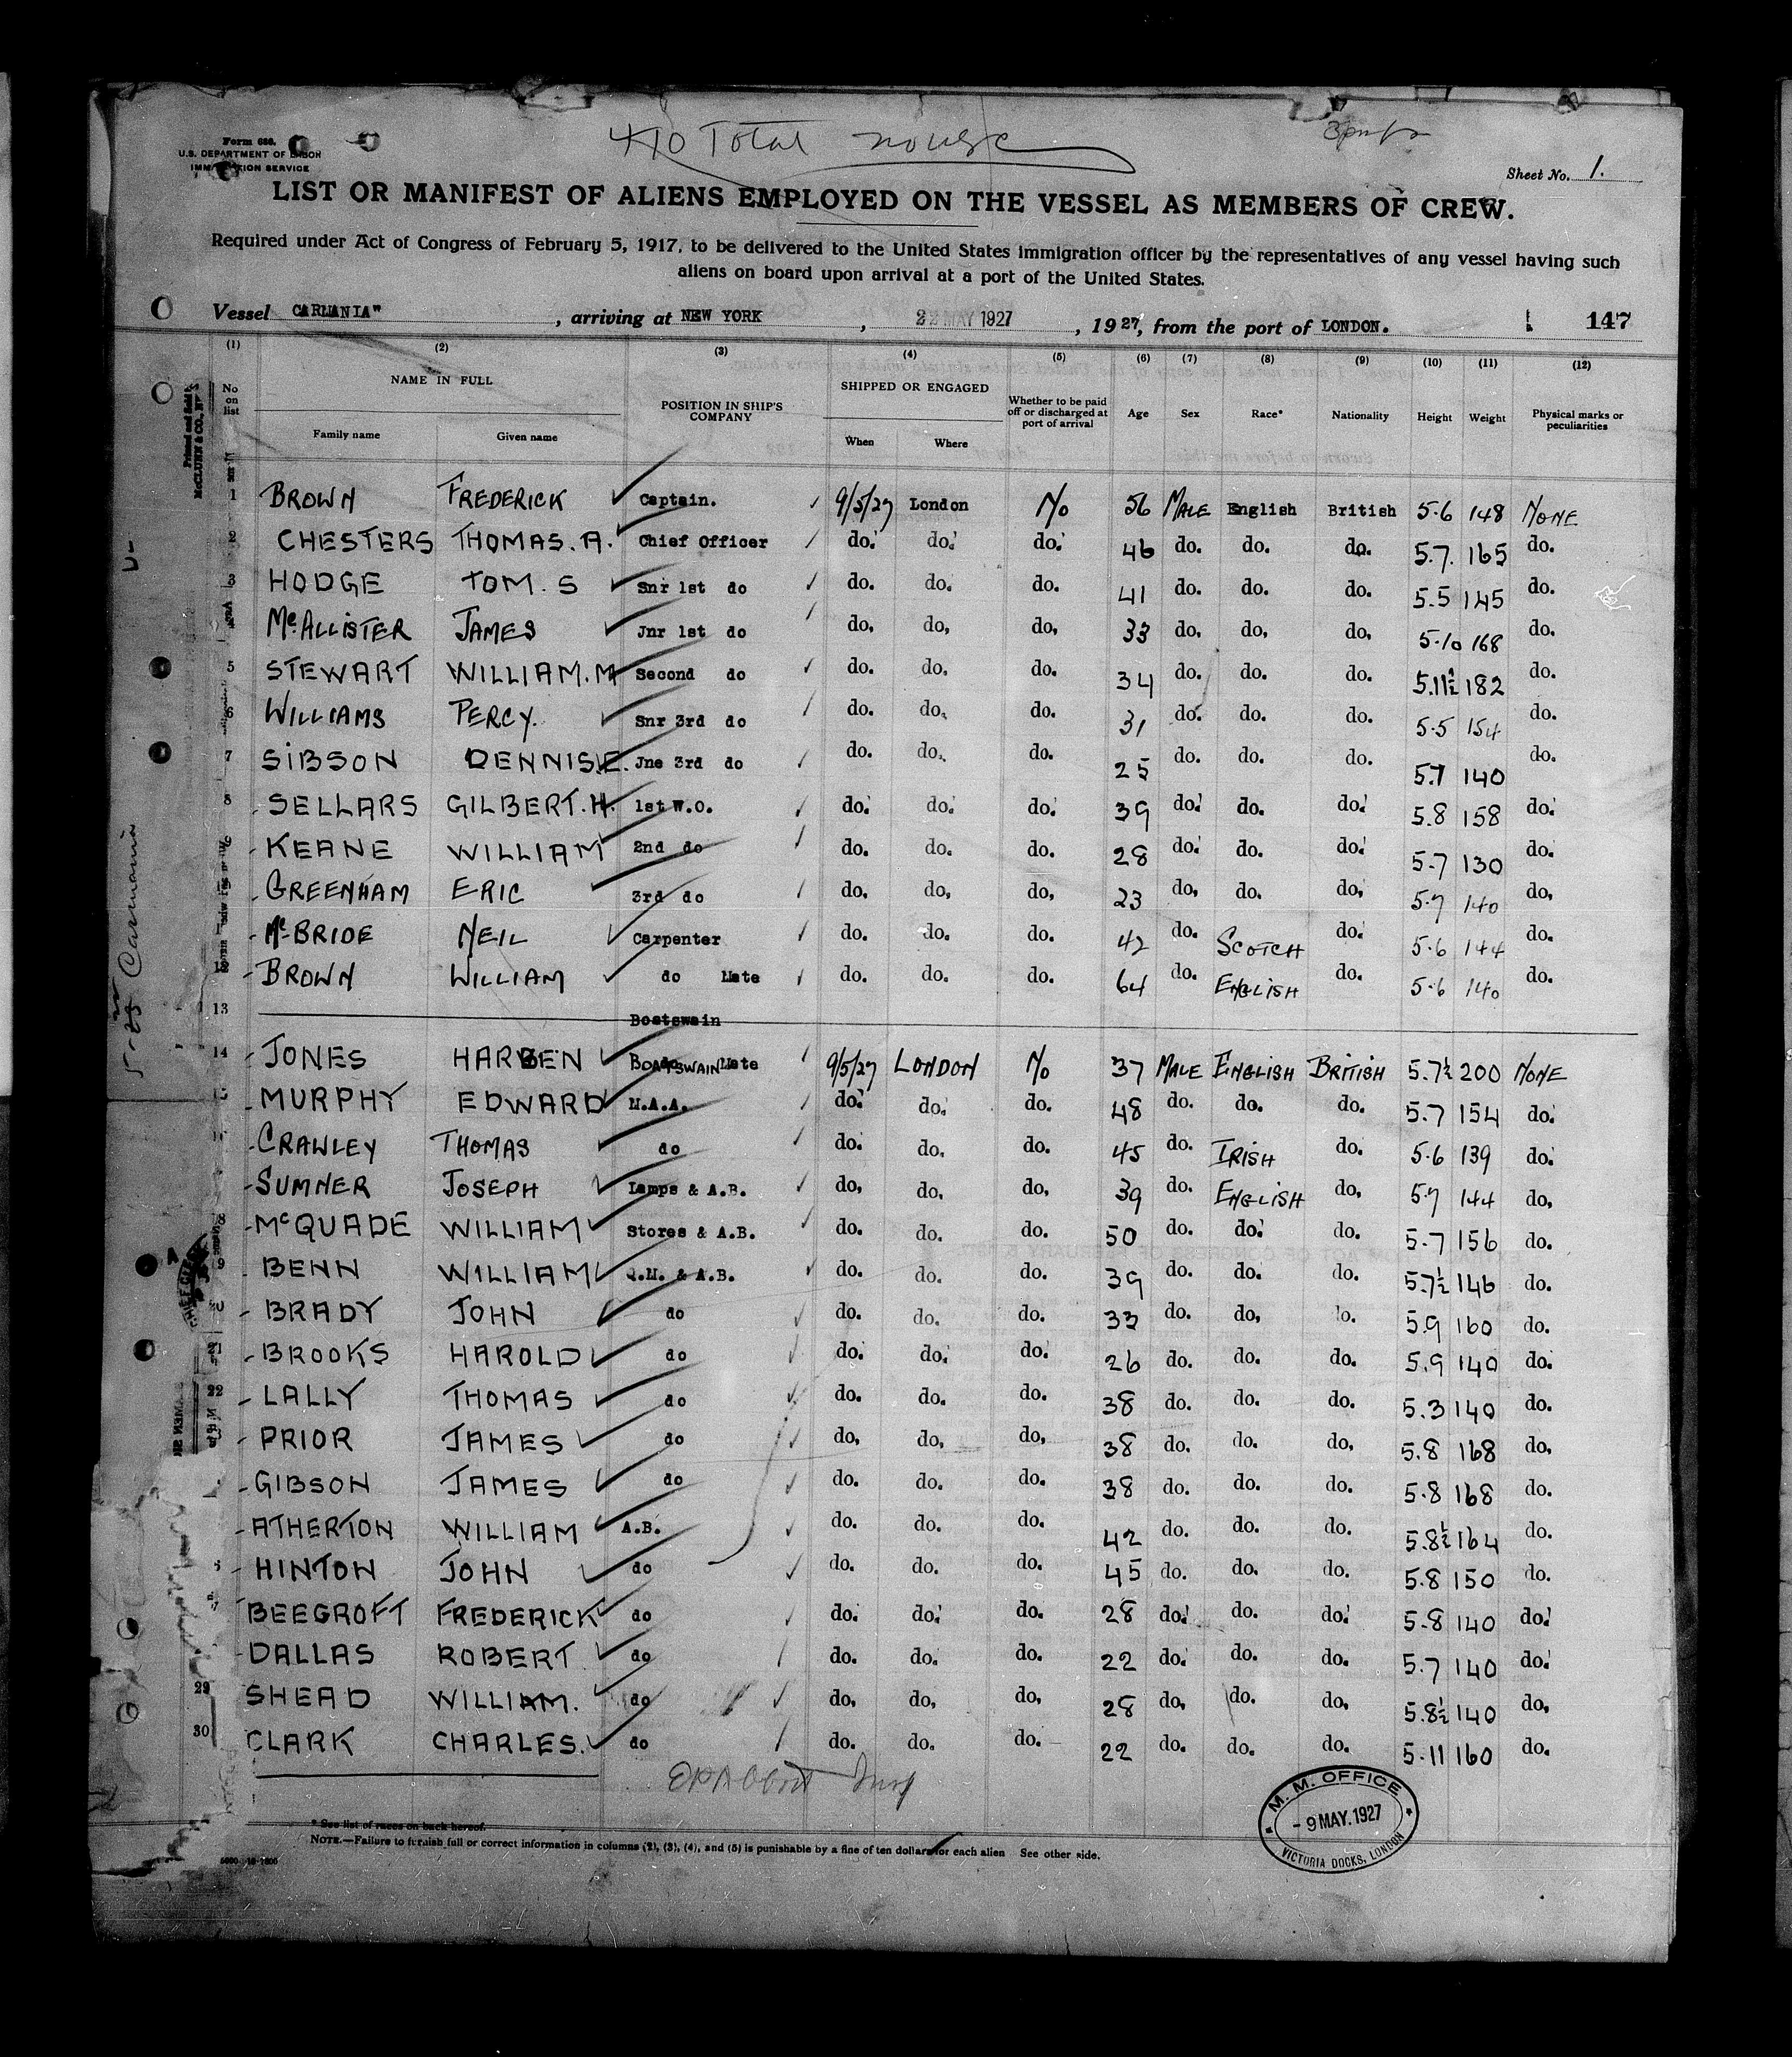 410 Total
Form 686.
U.S. DEPARTMENT OF LABOR
IMMIGRATION SERVICE
Sheet No. 1.
LIST OR MANIFEST OF ALIENS EMPLOYED ON THE VESSEL AS MEMBERS OF CREW.
Required under Act of Congress of February 5, 1917, to be delivered to the United States immigration officer by the representatives of any vessel having such
aliens on board upon arrival at a port of the United States.
Vessel CARMANIA", arriving at NEW YORK, 22 MAY 1927, 1927, from the port of LONDON. 147
(1) (2) (3) (4) (5) (6) (7) (8) (9) (10) (11) (12)
No on list NAME IN FULL Family name Given name POSITION IN SHIP'S COMPANY SHIPPED OR ENGAGED When Where Whether to be paid off or discharged at port of arrival Age Sex Race* Nationality Height Weight Physical marks or peculiarities
1 BROWN FREDERICK Captain. 9/5/27 London No 56 MALE English British 5.6 148 NONE
2 CHESTERS THOMAS. A. Chief Officer do. do. do. 46 do. do. do. 5.7. 165 do.
3 HODGE TOM. S Snr 1st do do. do. do. 41 do. do. do. 5.5 145 do.
McALLISTER JAMES Jnr 1st do do. do. do. 33 do. do. do. 5.10 168 do.
5 STEWART WILLIAM. M Second do do. do. do. 34 do. do. do. 5.11½ 182 do.
6 WILLIAMS PERCY. Snr 3rd do do. do. do. 31 do. do. do. 5.5 154 do.
7 SIBSON DENNIS.E. Jne 3rd do do. do. do. 25 do. do. do. 5.7 140 do.
8 SELLARS GILBERT. H. 1st W.O. do. do. do. 39 do. do. do. 5.8 158 do.
KEANE WILLIAM 2nd do do. do. do. 28 do. do. do. 5.7 130 do.
GREENHAM ERIC 3rd do do. do. do. 23 do. do. do. 5.7 140 do.
McBRIDE NEIL Carpenter do. do. do. 42 do. SCOTCH do. 5.6 144 do.
12 BROWN WILLIAM do Mate do. do. do. 64 do. ENGLISH do. 5.6 140 do.
13 Boatswain
14 JONES HARBEN BOATSWAIN Mate 9/5/27 LONDON No 37 MALE ENGLISH BRITISH 5.7½ 200 NONE
MURPHY EDWARD M.A.A. do. do. do. 48 do. do. do. 5.7 154 do.
CRAWLEY THOMAS do do. do. do. 45 do. IRISH do. 5.6 139 do.
SUMNER JOSEPH Lamps & A.B. do. do. do. 39 do. ENGLISH do. 5.7 144 do.
McQUADE WILLIAM Stores & A.B. do. do. do. 50 do. do. do. 5.7 156 do.
BENN WILLIAM Q.M. & A.B. do. do. do. 39 do. do. do. 5.7½ 146 do.
20 BRADY JOHN do do. do. do. 33 do. do. do. 5.9 160 do.
21 BROOKS HAROLD do do. do. do. 26 do. do. do. 5.9 140 do.
22 LALLY THOMAS do do. do. do. 38 do. do. do. 5.3 140 do.
PRIOR JAMES do do. do. do. 38 do. do. do. 5.8 168 do.
GIBSON JAMES do do. do. do. 38 do. do. do. 5.8 168 do.
ATHERTON WILLIAM A.B. do. do. do. 42 do. do. do. 5.8½ 164 do.
HINTON JOHN do do. do. do. 45 do. do. do. 5.8 150 do.
BEECROFT FREDERICK do do. do. do. 28 do. do. do. 5.8 140 do.
DALLAS ROBERT do do. do. do. 22 do. do. do. 5.7 140 do.
29 SHEAD WILLIAM. do do. do. do. 28 do. do. do. 5.8½ 140 do.
30 CLARK CHARLES. do do. do. do. 22 do. do. do. 5.11 160 do.
* See list of races on back hereof.
NOTE.—Failure to furnish full or correct information in columns (2), (3), (4), and (5) is punishable by a fine of ten dollars for each alien See other side.
M. M. OFFICE
- 9 MAY. 1927
VICTORIA DOCKS, LONDON
Carmania